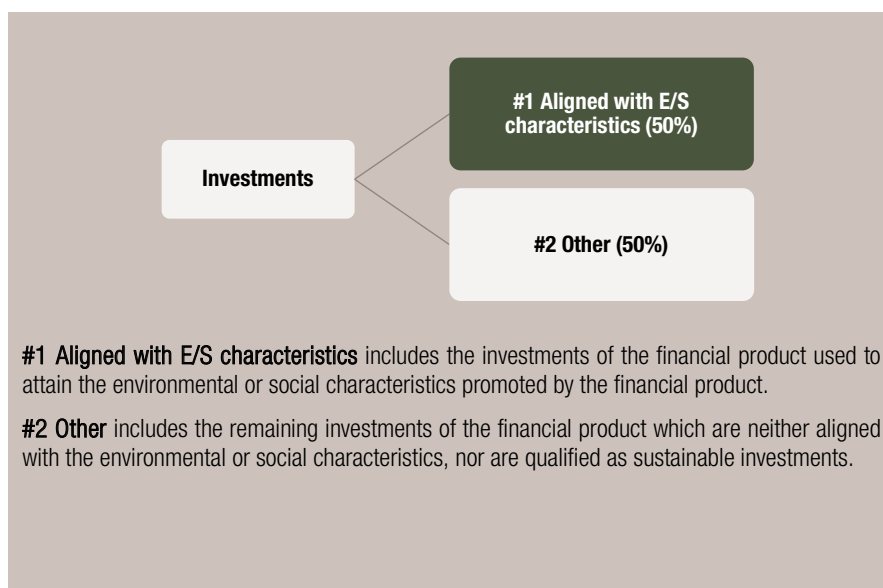 #1 Aligned with E/S
characteristics (50%)
Investments
#2 Other (50%)
#1 Aligned with E/S characteristics includes the investments of the financial product used to
attain the environmental or social characteristics promoted by the financial product.
#2 Other includes the remaining investments of the financial product which are neither aligned
with the environmental or social characteristics, nor are qualified as sustainable investments.